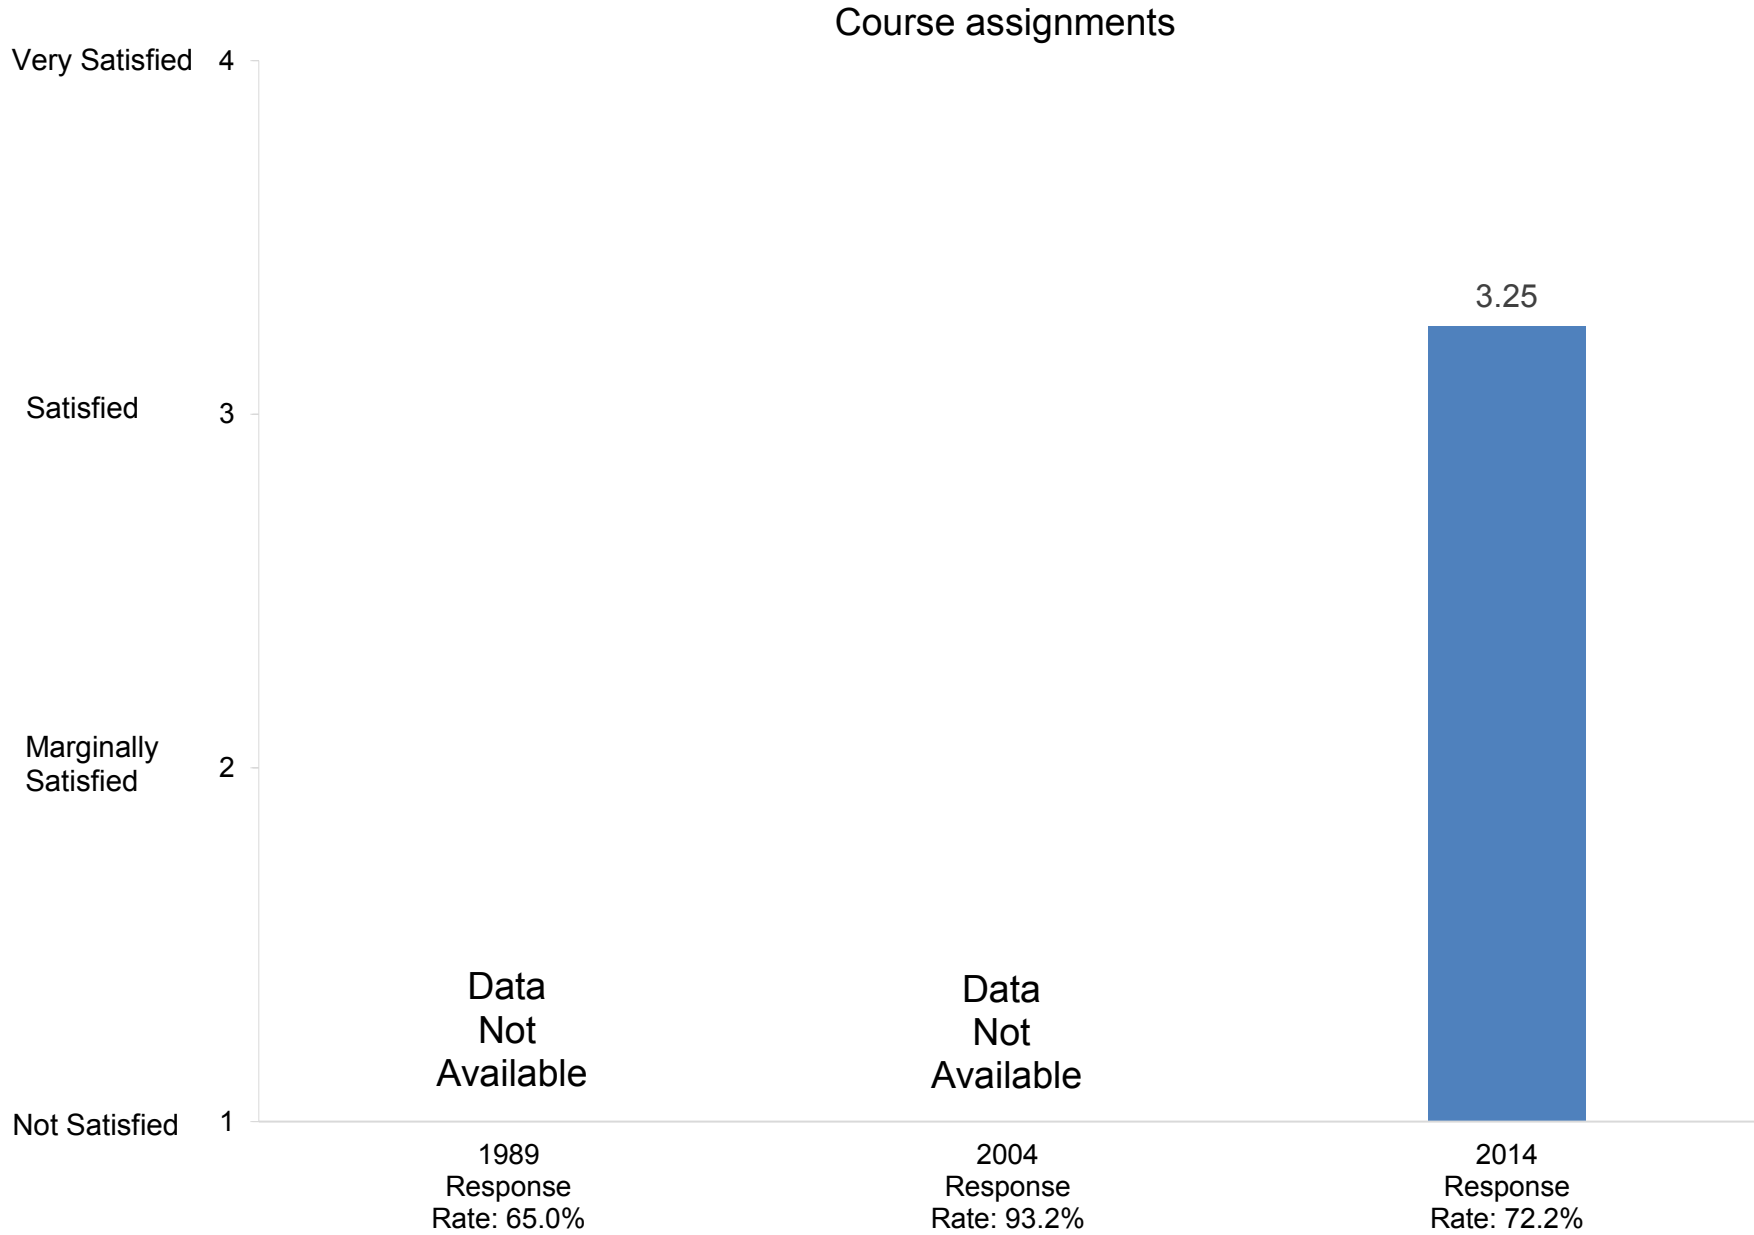 Course assignments
Very Satisfied 4
3.25
Satisfied 3
Marginally
Satisfied 2
Data
Not
Available
Data
Not
Available
Not Satisfied 1
1989
Response
Rate: 65.0%
2004
Response
Rate: 93.2%
2014
Response
Rate: 72.2%